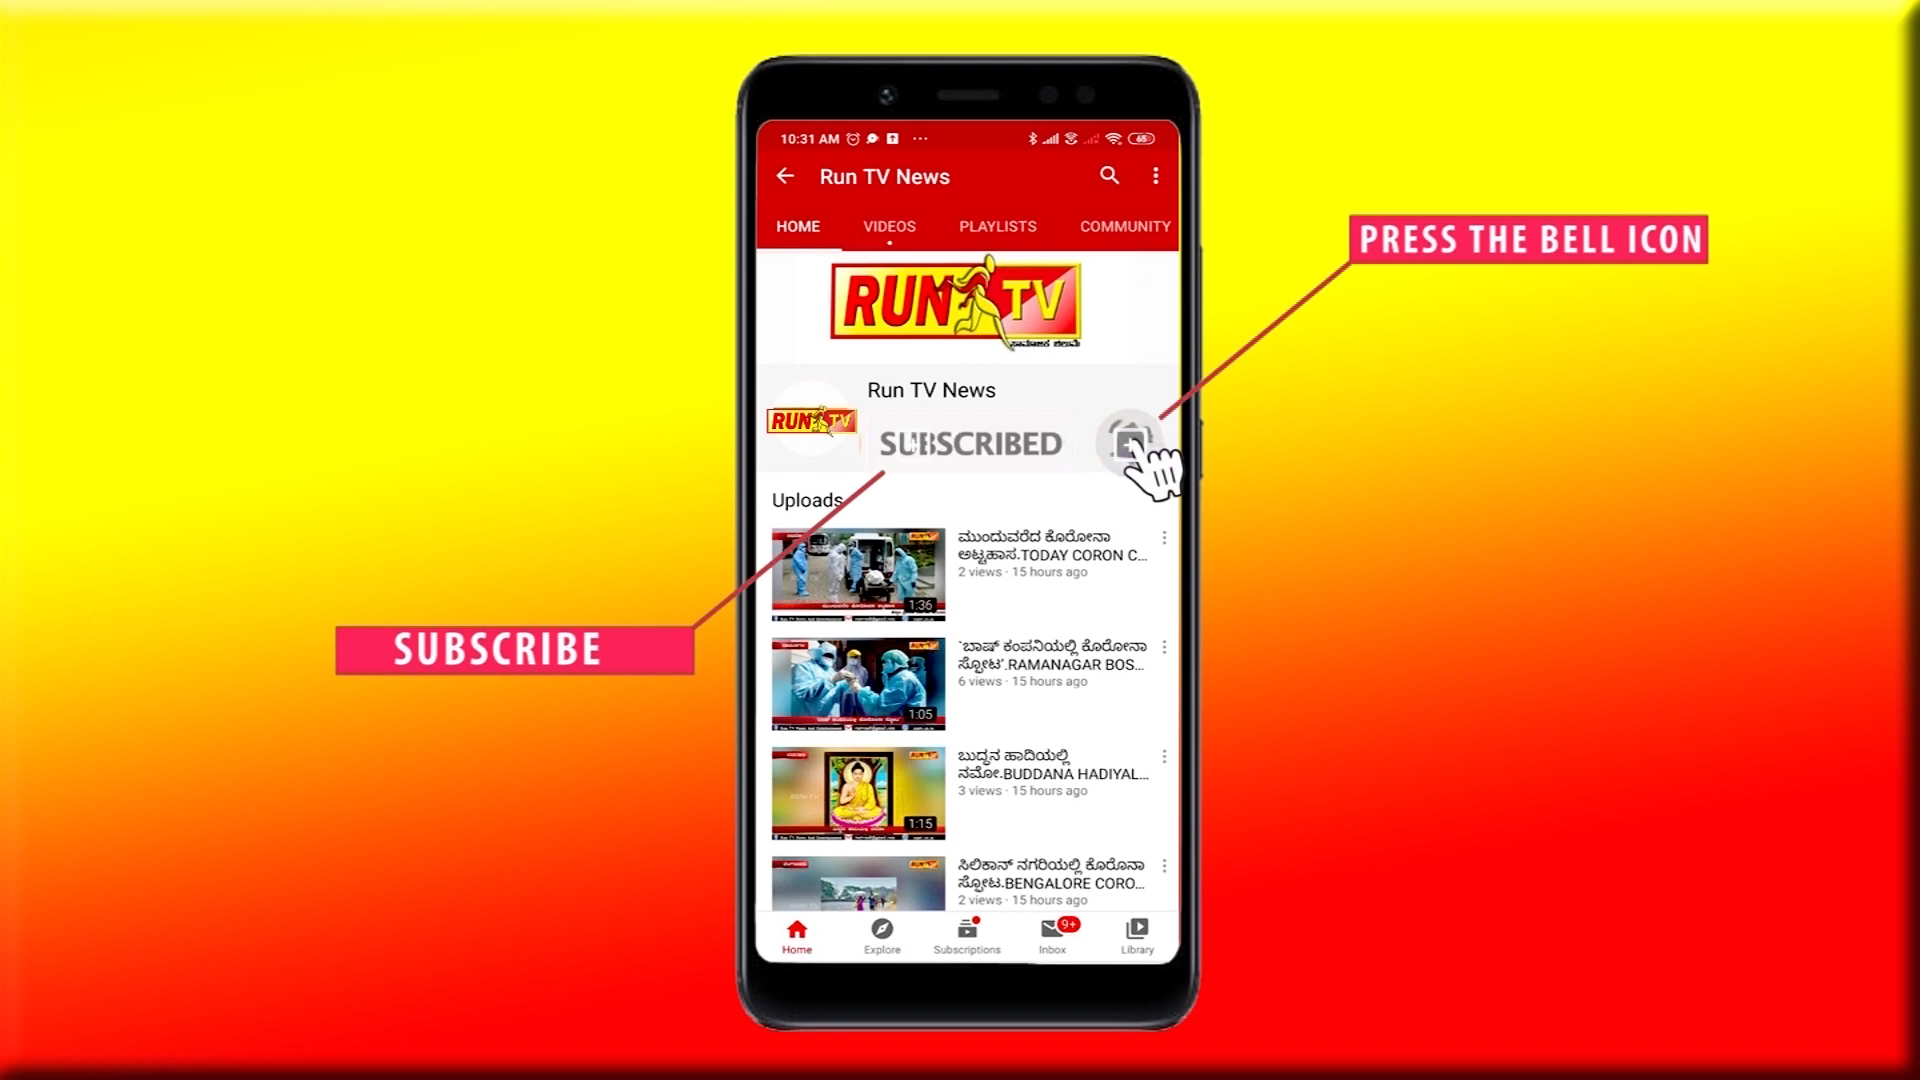 10:31 AM
65
Run TV News
HOME VIDEOS PLAYLISTS COMMUNITY
PRESS THE BELL ICON
RUN TV
ಸಾಮಾಜಿಕ ಚಿಲುಮೆ
Run TV News
RUN TV
SUBSCRIBED
Uploads
ಮುಂದುವರೆದ ಕೊರೋನಾ
ಅಟ್ಟಹಾಸ.TODAY CORON C...
2 views · 15 hours ago
1:36
SUBSCRIBE
`ಬಾಷ್ ಕಂಪನಿಯಲ್ಲಿ ಕೊರೋನಾ
ಸ್ಫೋಟ'.RAMANAGAR BOS...
6 views · 15 hours ago
1:05
ಬುದ್ಧನ ಹಾದಿಯಲ್ಲಿ
ನಮೋ.BUDDANA HADIYAL...
3 views · 15 hours ago
1:15
ಸಿಲಿಕಾನ್ ನಗರಿಯಲ್ಲಿ ಕೊರೊನಾ
ಸ್ಫೋಟ.BENGALORE CORO...
2 views · 15 hours ago
9+
Home Explore Subscriptions Inbox Library